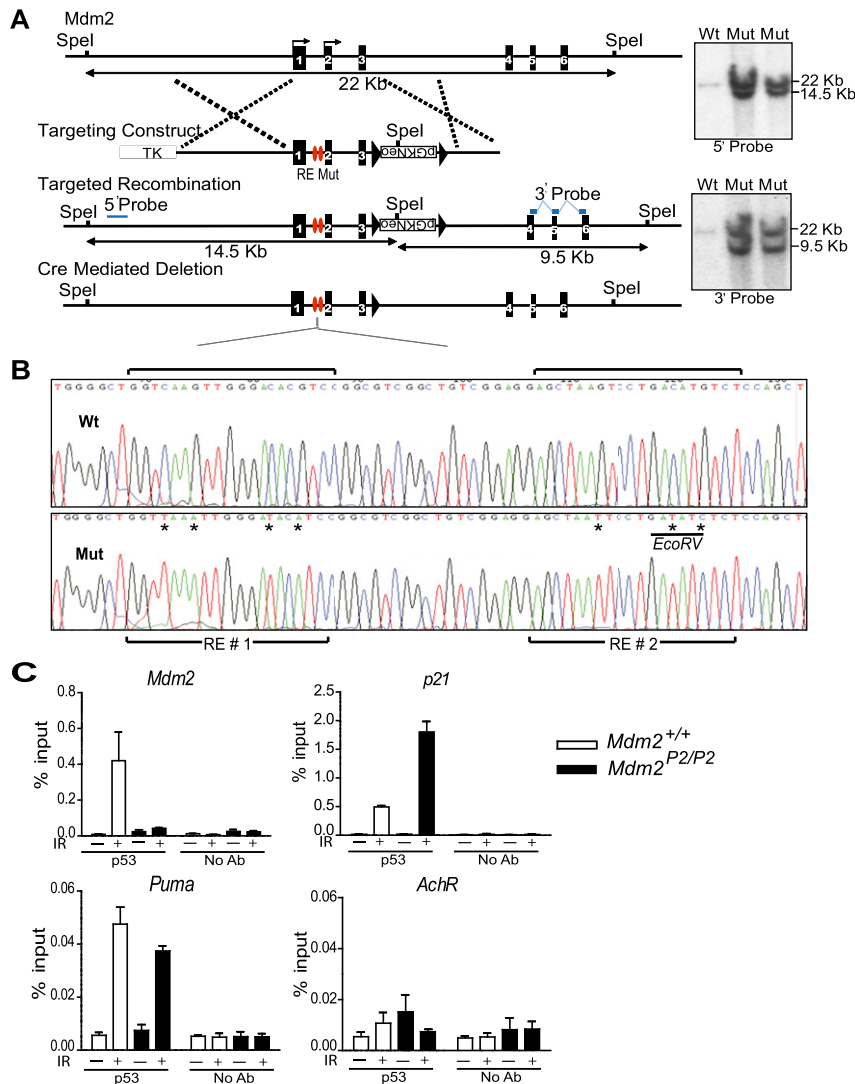 A
Mdm2
SpeI
SpeI
1 2 3 4 5 6
22 Kb
Targeting Construct
SpeI
TK
1 2 3
pGKNeo
RE Mut
Targeted Recombination
SpeI
5' Probe
SpeI
3' Probe
SpeI
1 2 3
pGKNeo
4 5 6
14.5 Kb
9.5 Kb
Cre Mediated Deletion
SpeI
SpeI
1 2 3 4 5 6
Wt Mut Mut
22 Kb
14.5 Kb
5' Probe
Wt Mut Mut
22 Kb
9.5 Kb
3' Probe
B
TGGGGCTGGTCAAGTTGGGACACGTCCGGCGTCGGCTGTCGGAGGAGCTAAGTCCTGACATGTCTCCAGCT
Wt
TGGGGCTGGTTAAATTGGGATACATCCGGCGTCGGCTGTCGGAGGAGCTAATTCCTGATATCTCTCCAGCT
* * * * * * *
EcoRV
Mut
RE # 1
RE # 2
C
Mdm2
% input
0.8
0.6
0.4
0.2
0.0
IR − + − + − + − +
p53
No Ab
p21
% input
2.5
2.0
1.5
1.0
0.5
0.0
IR − + − + − + − +
p53
No Ab
Mdm2+/+
Mdm2P2/P2
Puma
% input
0.06
0.04
0.02
0.00
IR − + − + − + − +
p53
No Ab
AchR
% input
0.06
0.04
0.02
0.00
IR − + − + − + − +
p53
No Ab